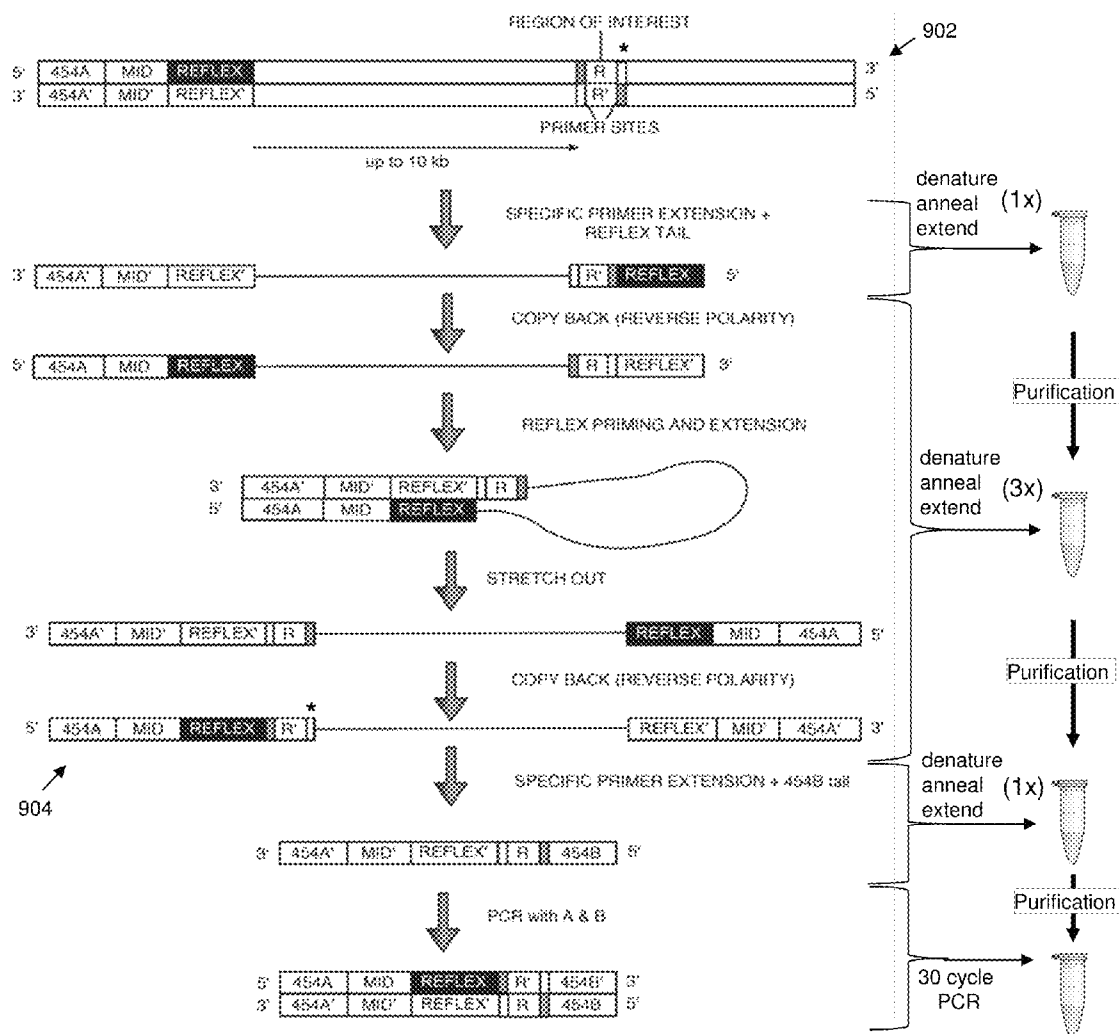 REGION OF INTEREST
902
*
5' 454A MID REFLEX R 3'
3' 454A' MID' REFLEX' R' 5'
PRIMER SITES
up to 10 kb
denature
anneal
extend
(1x)
SPECIFIC PRIMER EXTENSION +
REFLEX TAIL
3' 454A' MID' REFLEX' R' REFLEX 5'
COPY BACK (REVERSE POLARITY)
5' 454A MID REFLEX R REFLEX' 3'
Purification
REFLEX PRIMING AND EXTENSION
denature
anneal
extend
(3x)
3' 454A' MID' REFLEX' R
5' 454A MID REFLEX
STRETCH OUT
3' 454A' MID' REFLEX' R REFLEX MID 454A 5'
Purification
COPY BACK (REVERSE POLARITY)
*
5' 454A MID REFLEX R' REFLEX' MID' 454A' 3'
904
denature
anneal
extend
(1x)
SPECIFIC PRIMER EXTENSION + 454B tail
3' 454A' MID' REFLEX' R 454B 5'
Purification
PCR with A & B
30 cycle
PCR
5' 454A MID REFLEX R' 454B' 3'
3' 454A' MID' REFLEX' R 454B 5'